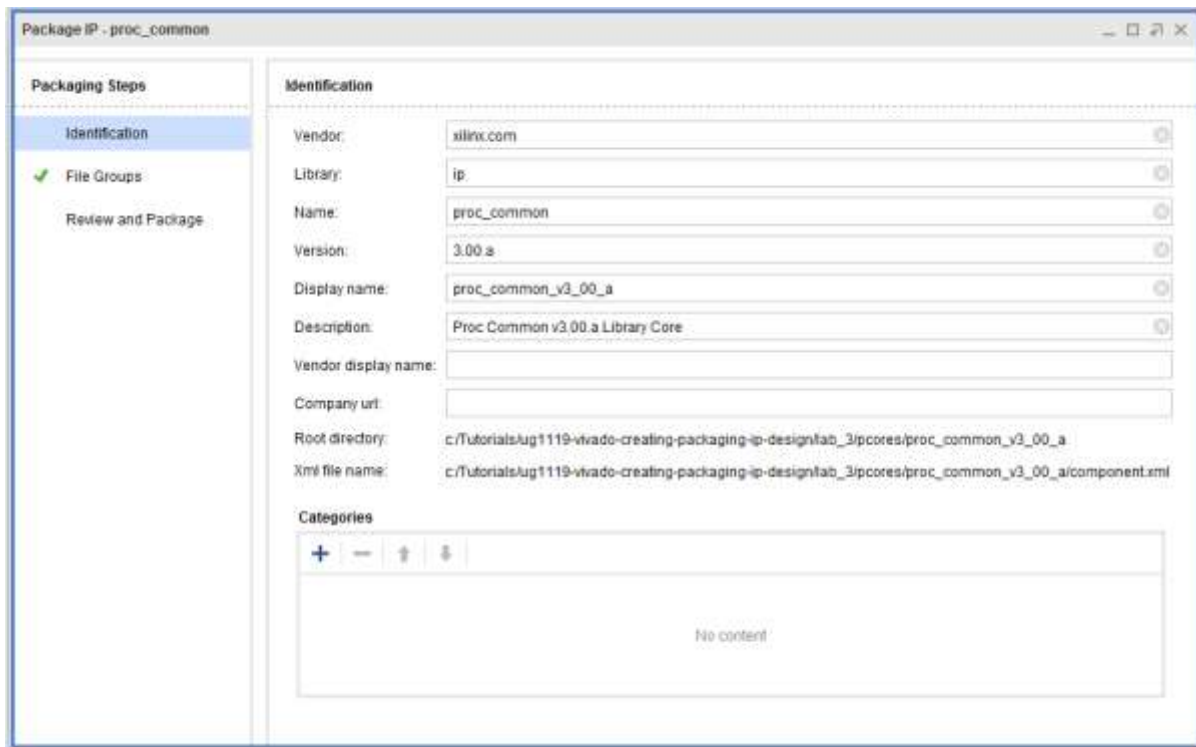 Package IP - proc_common
Packaging Steps
Identification
File Groups
Review and Package
Identification
Vendor: xilinx.com
Library: ip
Name: proc_common
Version: 3.00.a
Display name: proc_common_v3_00_a
Description: Proc Common v3.00.a Library Core
Vendor display name:
Company url:
Root directory: c:/Tutorials/ug1119-vivado-creating-packaging-ip-design/lab_3/pcores/proc_common_v3_00_a
Xml file name: c:/Tutorials/ug1119-vivado-creating-packaging-ip-design/lab_3/pcores/proc_common_v3_00_a/component.xml
Categories
No content